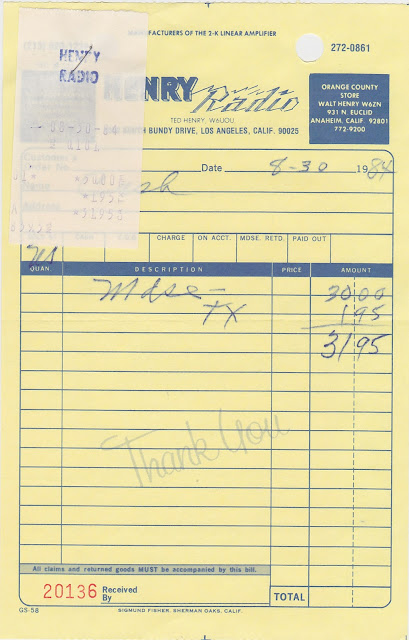 MANUFACTURERS OF THE 2-K LINEAR AMPLIFIER
272-0861
HENRY
RADIO
HENRY Radio
TED HENRY, W6UOU
BUNDY DRIVE, LOS ANGELES, CALIF. 90025
ORANGE COUNTY
STORE
WALT HENRY W6ZN
931 N. EUCLID
ANAHEIM, CALIF. 92801
772-9200
Date 8-30 1984
CHARGE ON ACCT. MDSE. RETD. PAID OUT
QUAN. DESCRIPTION PRICE AMOUNT
Mdse - 30 00
TX 1 95
31 95
Thank You
All claims and returned goods MUST be accompanied by this bill.
20136 Received
By
TOTAL
GS-58 SIGMUND FISHER, SHERMAN OAKS, CALIF.